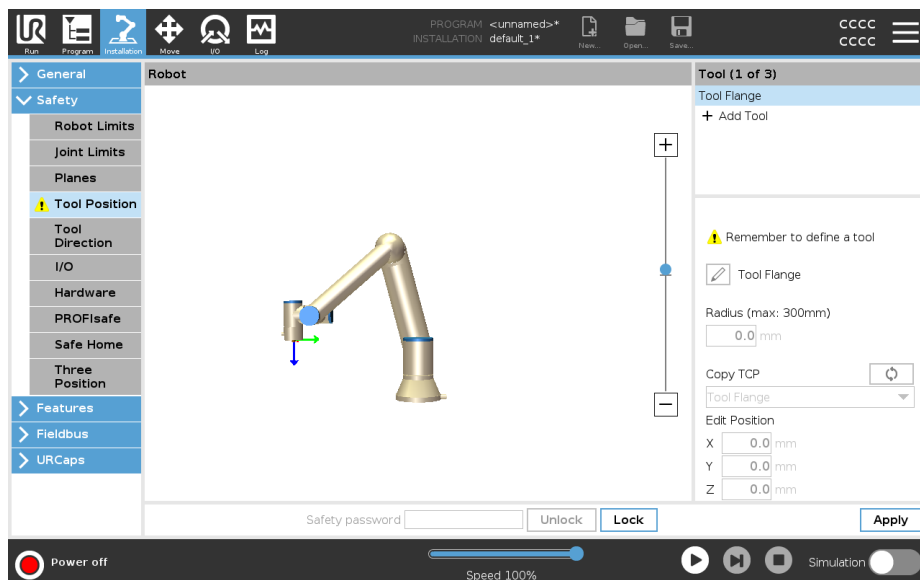 UR
PROGRAM <unnamed>*
INSTALLATION default_1*
CCCC
CCCC
Run Program Installation Move I/O Log New... Open... Save...
General
Safety
Robot Limits
Joint Limits
Planes
Tool Position
Tool
Direction
I/O
Hardware
PROFIsafe
Safe Home
Three
Position
Features
Fieldbus
URCaps
Robot
Tool (1 of 3)
Tool Flange
+ Add Tool
Remember to define a tool
Tool Flange
Radius (max: 300mm)
0.0 mm
Copy TCP
Tool Flange
Edit Position
X 0.0 mm
Y 0.0 mm
Z 0.0 mm
Safety password Unlock Lock Apply
Power off
Speed 100%
Simulation